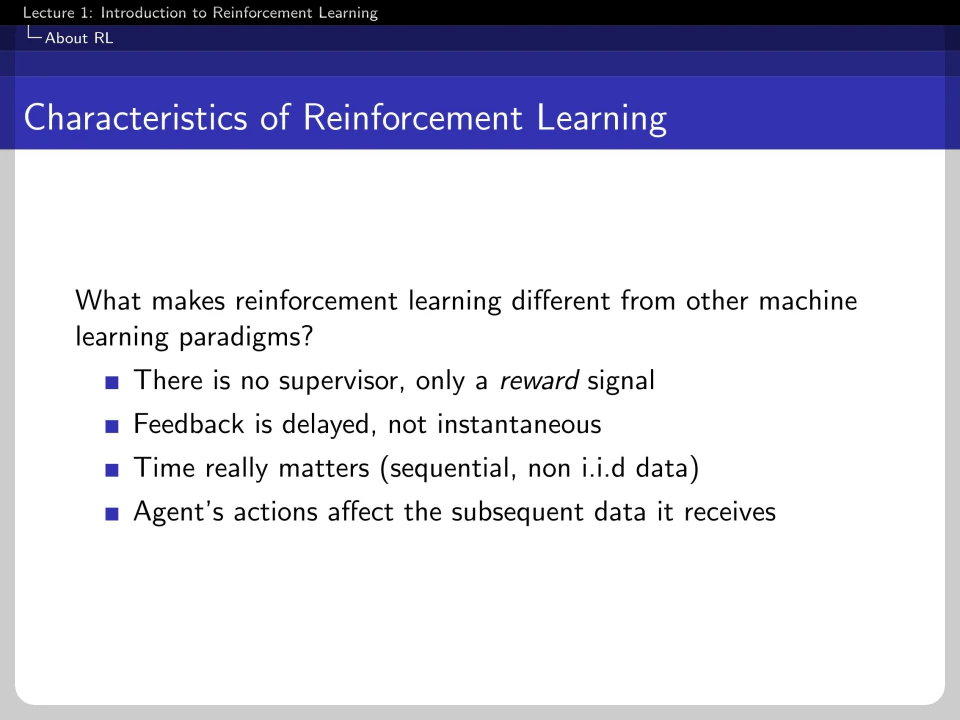 Lecture 1: Introduction to Reinforcement Learning
About RL
Characteristics of Reinforcement Learning
What makes reinforcement learning different from other machine
learning paradigms?
There is no supervisor, only a reward signal
Feedback is delayed, not instantaneous
Time really matters (sequential, non i.i.d data)
Agent's actions affect the subsequent data it receives